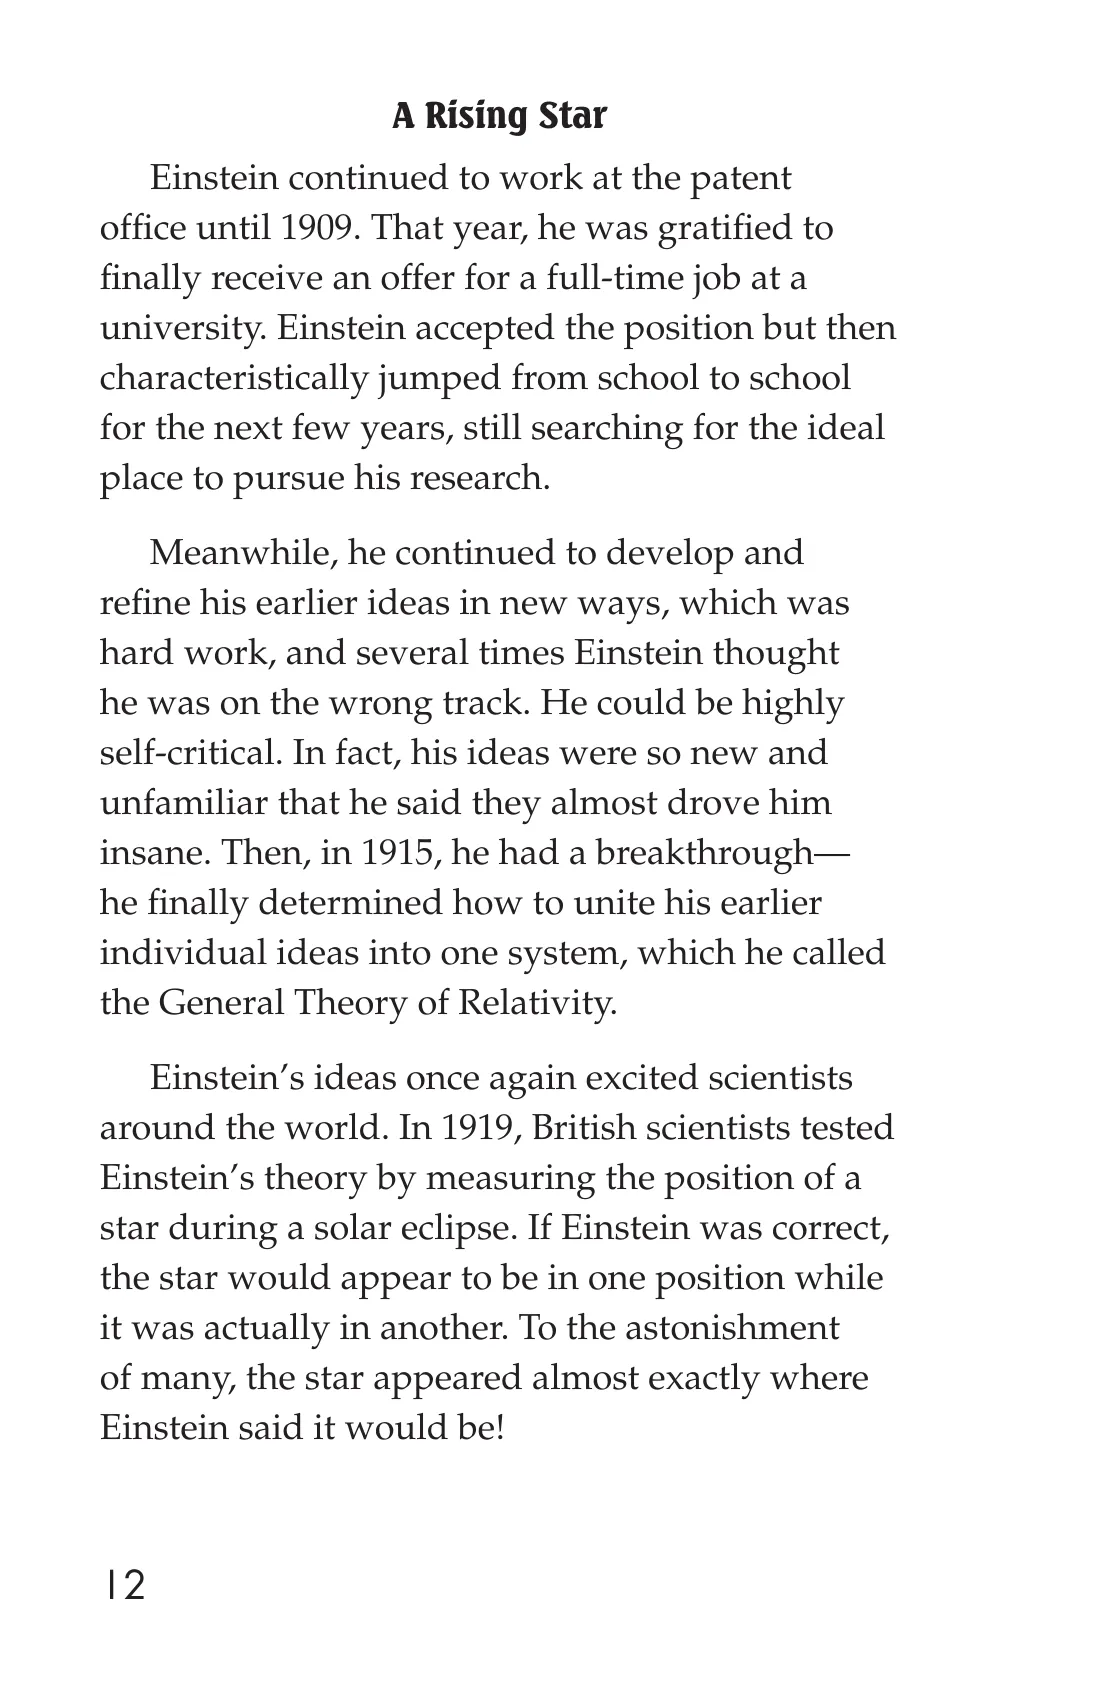 A Rising Star
Einstein continued to work at the patent
office until 1909. That year, he was gratified to
finally receive an offer for a full-time job at a
university. Einstein accepted the position but then
characteristically jumped from school to school
for the next few years, still searching for the ideal
place to pursue his research.
Meanwhile, he continued to develop and
refine his earlier ideas in new ways, which was
hard work, and several times Einstein thought
he was on the wrong track. He could be highly
self-critical. In fact, his ideas were so new and
unfamiliar that he said they almost drove him
insane. Then, in 1915, he had a breakthrough—
he finally determined how to unite his earlier
individual ideas into one system, which he called
the General Theory of Relativity.
Einstein’s ideas once again excited scientists
around the world. In 1919, British scientists tested
Einstein’s theory by measuring the position of a
star during a solar eclipse. If Einstein was correct,
the star would appear to be in one position while
it was actually in another. To the astonishment
of many, the star appeared almost exactly where
Einstein said it would be!
12